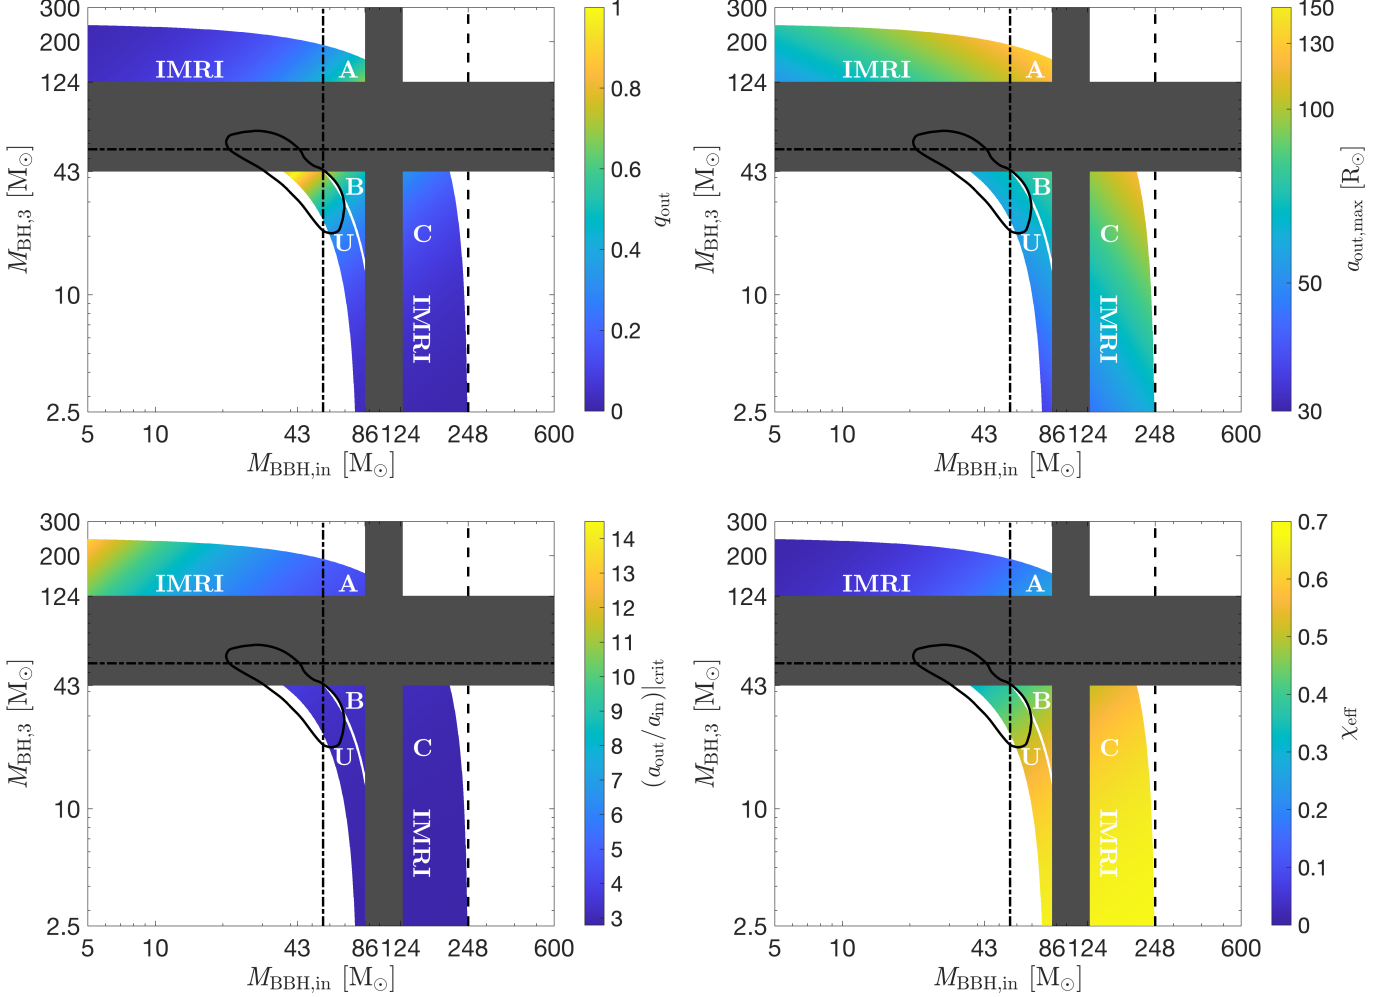 300
200
124
43
10
2.5
M_BH,3 [M_⊙]
IMRI
A
B
U
C
IMRI
5 10 43 86 124 248 600
M_BBH,in [M_⊙]
1
0.8
0.6
0.4
0.2
0
q_out
300
200
124
43
10
2.5
M_BH,3 [M_⊙]
IMRI
A
B
U
C
IMRI
5 10 43 86 124 248 600
M_BBH,in [M_⊙]
150
130
100
50
30
a_out,max [R_⊙]
300
200
124
43
10
2.5
M_BH,3 [M_⊙]
IMRI
A
B
U
C
IMRI
5 10 43 86 124 248 600
M_BBH,in [M_⊙]
14
13
12
11
10
9
8
7
6
5
4
3
(a_out/a_in)|_crit
300
200
124
43
10
2.5
M_BH,3 [M_⊙]
IMRI
A
B
U
C
IMRI
5 10 43 86 124 248 600
M_BBH,in [M_⊙]
0.7
0.6
0.5
0.4
0.3
0.2
0.1
0
χ_eff